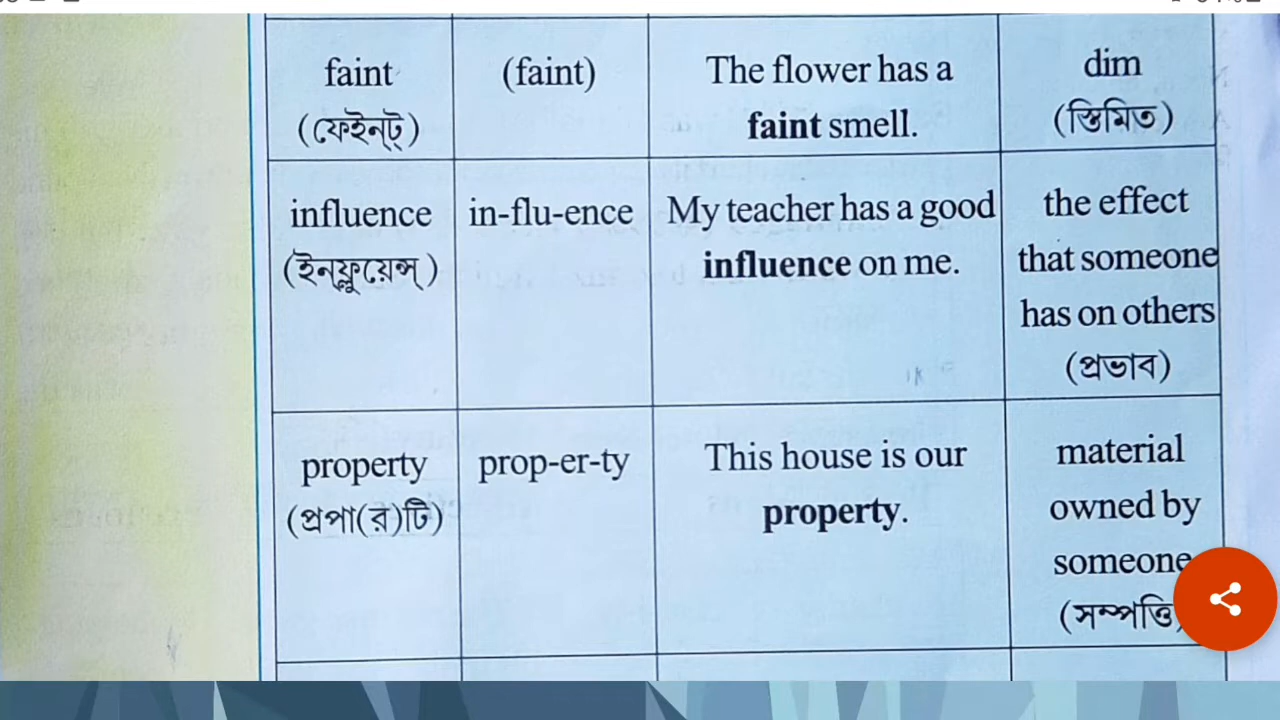 faint
(ফেইন্ট্)
(faint)
The flower has a
faint smell.
dim
(স্তিমিত)
influence
(ইন্‌ফ্লুয়েন্স্)
in-flu-ence
My teacher has a good
influence on me.
the effect
that someone
has on others
(প্রভাব)
property
(প্রপা(র)টি)
prop-er-ty
This house is our
property.
material
owned by
someone
(সম্পত্তি